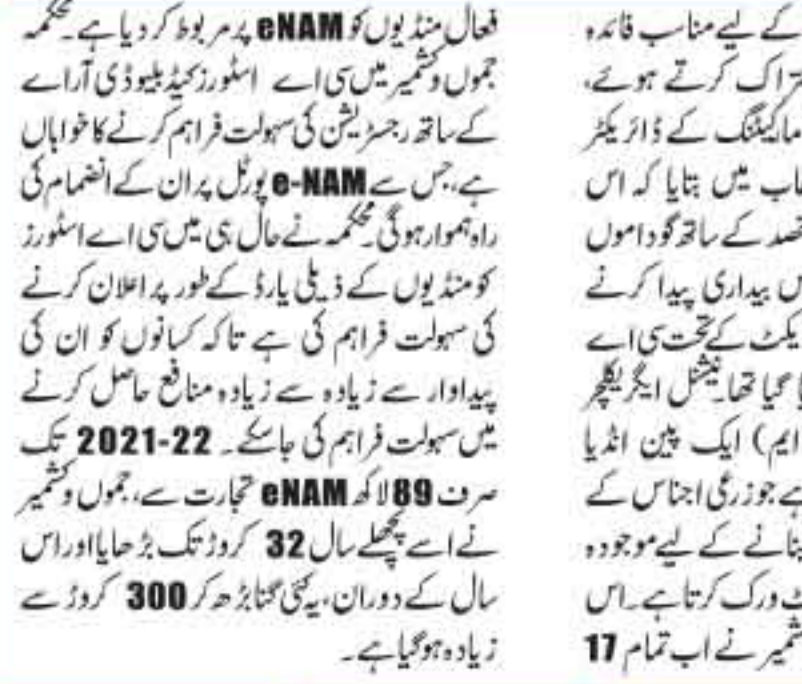 کے لیے مناسب فائدہ
اک کرتے ہوئے،
مارکیٹنگ کے ڈائریکٹر
میں بتایا کہ اس
کے ساتھ گوداموں
بیداری پیدا کرنے
کے تحت سی اے
گیا تھا۔ نیشنل ایگریکلچر
ایم) ایک پین انڈیا
ہے جو زرعی اجناس کے
بنانے کے لیے موجودہ
ورک کرتا ہے۔ اس
نے اب تمام 17
فعال منڈیوں کو eNAM پر مربوط کر دیا ہے۔ محکمہ
جموں وکشمیر میں سی اے اسٹورز کیڈبلیو ڈی آر اے
کے ساتھ رجسٹریشن کی سہولت فراہم کرنے کا خواہاں
ہے، جس سے e-NAM پورٹل پر ان کے انضمام کی
راہ ہموار ہوگی۔ محکمہ نے حال ہی میں سی اے اسٹورز
کو منڈیوں کے ذیلی یارڈ کے طور پر اعلان کرنے
کی سہولت فراہم کی ہے تاکہ کسانوں کو ان کی
پیداوار سے زیادہ سے زیادہ منافع حاصل کرنے
میں سہولت فراہم کی جاسکے۔ 2021-22 تک
صرف 89 لاکھ eNAM تجارت سے، جموں وکشمیر
نے اسے پچھلے سال 32 کروڑ تک بڑھایا اور اس
سال کے دوران، یہ کئی گنا بڑھ کر 300 کروڑ سے
زیادہ ہوگیا ہے۔